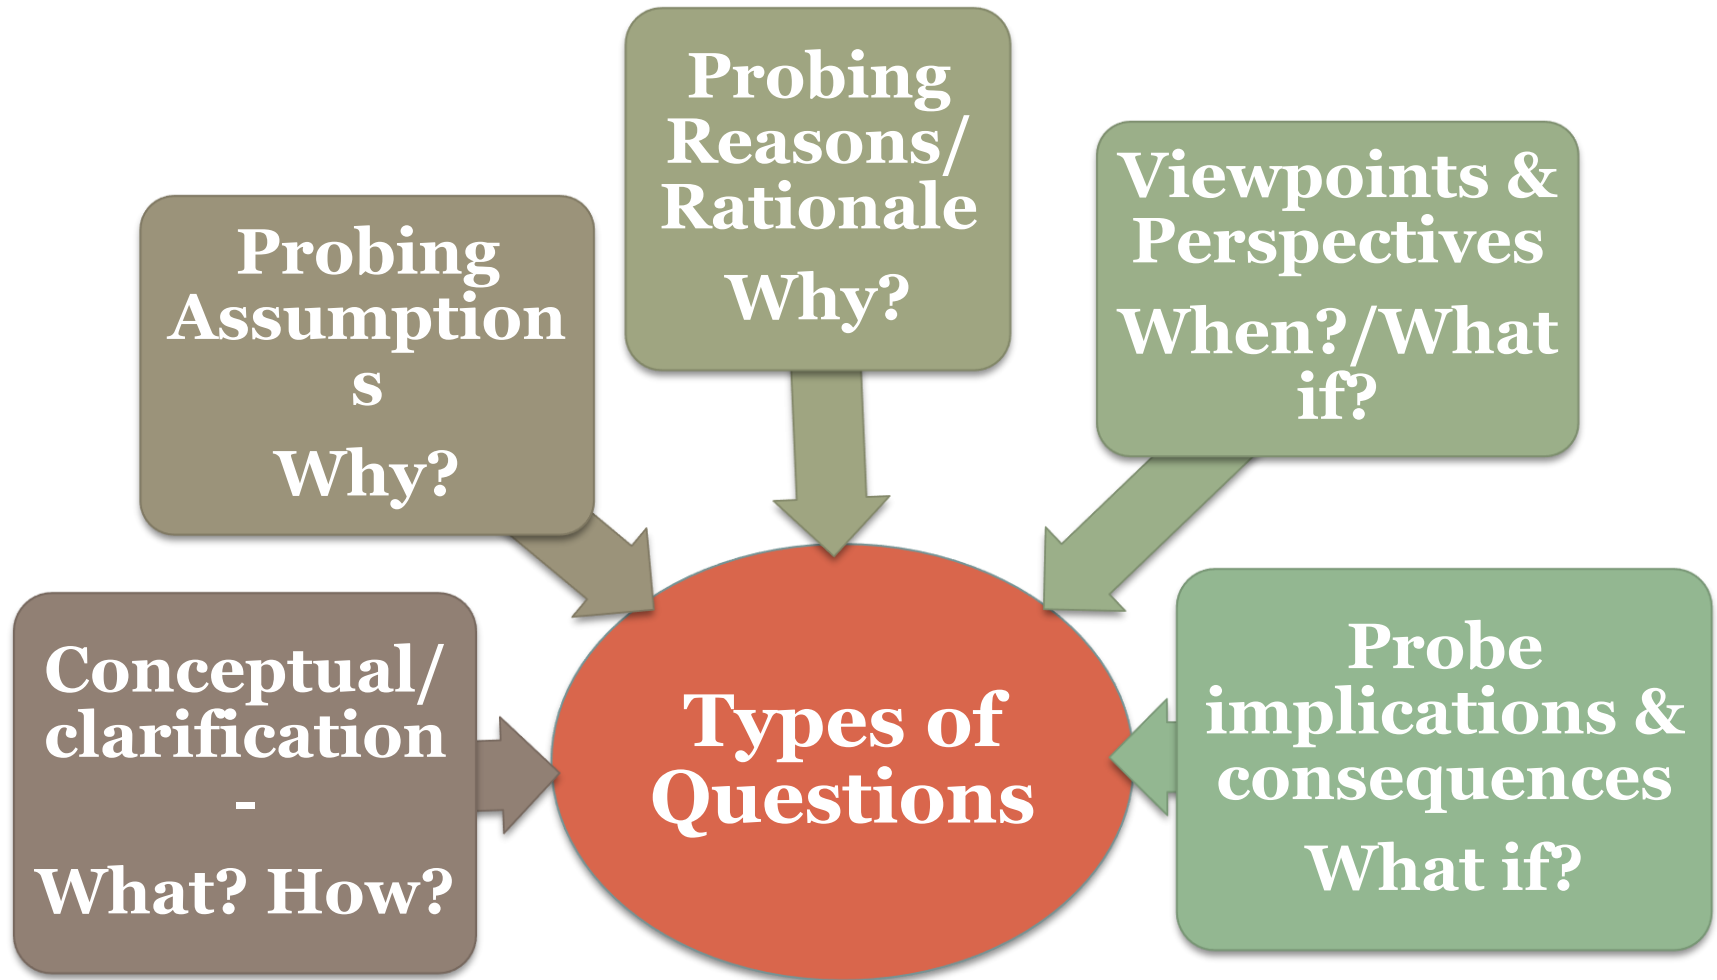 Probing
Reasons/
Rationale
Why?
Viewpoints &
Perspectives
When?/What
if?
Probing
Assumption
s
Why?
Conceptual/
clarification
-
What? How?
Types of
Questions
Probe
implications &
consequences
What if?